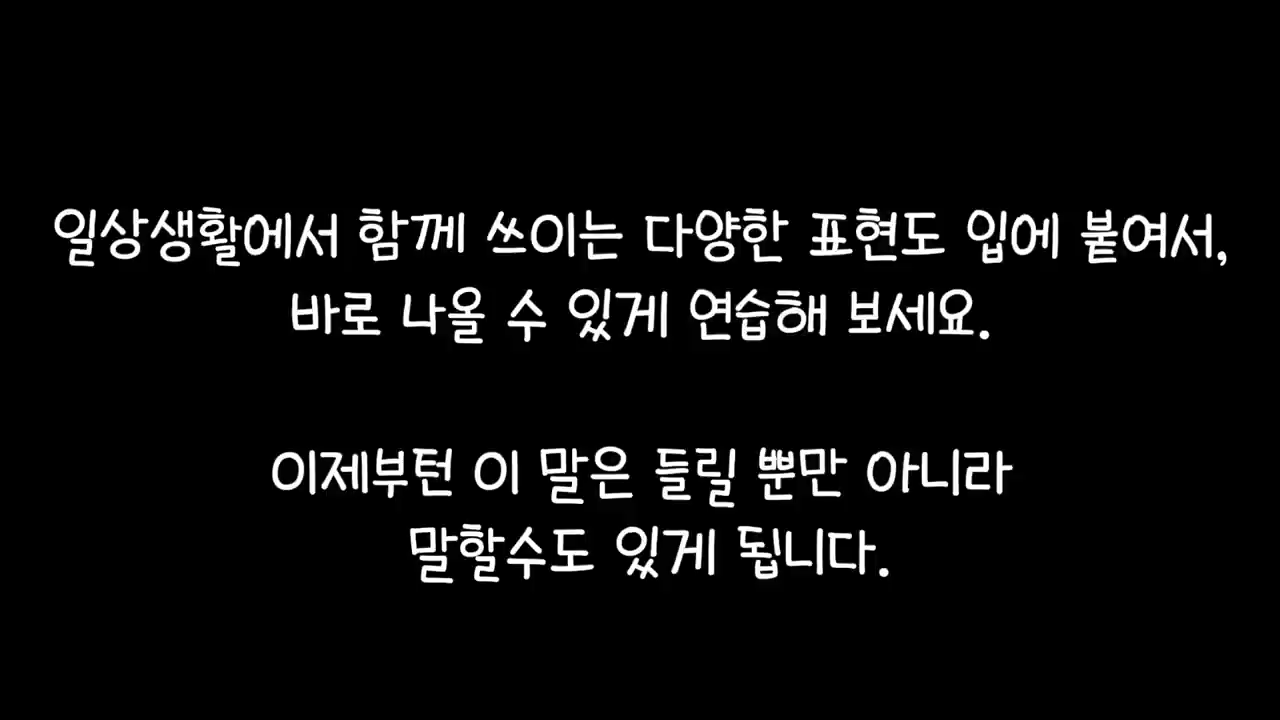 일상생활에서 함께 쓰이는 다양한 표현도 입에 붙여서,
바로 나올 수 있게 연습해 보세요.
이제부턴 이 말은 들릴 뿐만 아니라
말할수도 있게 됩니다.